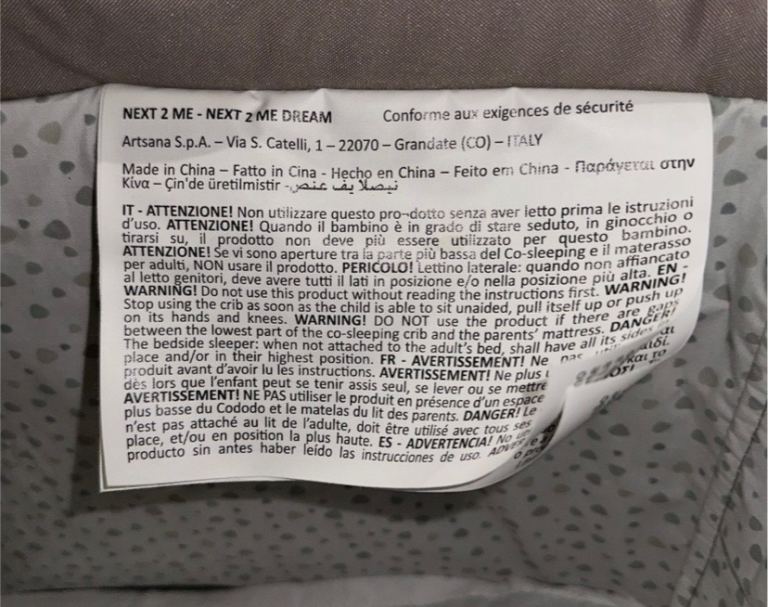 NEXT 2 ME - NEXT 2 ME DREAM Conforme aux exigences de sécurité
Artsana S.p.A. – Via S. Catelli, 1 – 22070 – Grandate (CO) – ITALY
Made in China – Fatto in Cina - Hecho en China – Feito em China - Παράγεται στην
Κίνα – Çin'de üretilmistir -
IT - ATTENZIONE! Non utilizzare questo pro-dotto senza aver letto prima le istruzioni
d'uso. ATTENZIONE! Quando il bambino è in grado di stare seduto, in ginocchio o
tirarsi su, il prodotto non deve più essere utilizzato per questo bambino.
ATTENZIONE! Se vi sono aperture tra la parte più bassa del Co-sleeping e il materasso
per adulti, NON usare il prodotto. PERICOLO! Lettino laterale: quando non affiancato
al letto genitori, deve avere tutti il lati in posizione e/o nella posizione più alta. EN -
WARNING! Do not use this product without reading the instructions first. WARNING!
Stop using the crib as soon as the child is able to sit unaided, pull itself up or push up
on its hands and knees. WARNING! DO NOT use the product if there are gaps
between the lowest part of the co-sleeping crib and the parents' mattress. DANGER!
The bedside sleeper: when not attached to the adult's bed, shall have all its sides
place and/or in their highest position. FR - AVERTISSEMENT! Ne pas
produit avant d'avoir lu les instructions. AVERTISSEMENT! Ne plus
dès lors que l'enfant peut se tenir assis seul, se lever ou se mettre
AVERTISSEMENT! NE PAS utiliser le produit en présence d'un espace
plus basse du Cododo et le matelas du lit des parents. DANGER! Le
n'est pas attaché au lit de l'adulte, doit être utilisé avec tous ses
place, et/ou en position la plus haute. ES - ADVERTENCIA! No
producto sin antes haber leído las instrucciones de uso.